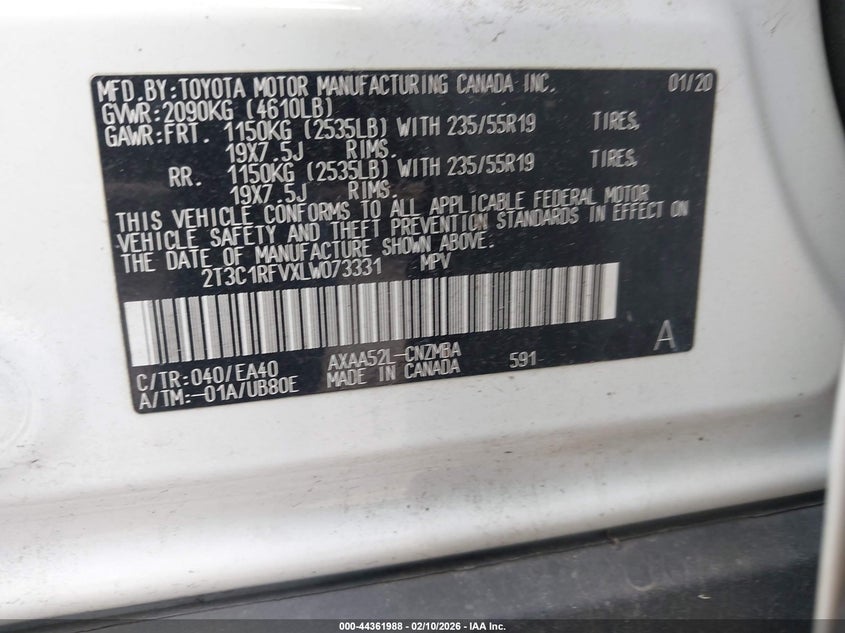 MFD.BY:TOYOTA MOTOR MANUFACTURING CANADA INC. 01/20
GVWR:2090KG (4610LB)
GAWR:FRT. 1150KG (2535LB) WITH 235/55R19 TIRES,
19X7.5J RIMS.
RR. 1150KG (2535LB) WITH 235/55R19 TIRES,
19X7.5J RIMS.
THIS VEHICLE CONFORMS TO ALL APPLICABLE FEDERAL MOTOR
VEHICLE SAFETY AND THEFT PREVENTION STANDARDS IN EFFECT ON
THE DATE OF MANUFACTURE SHOWN ABOVE.
2T3C1RFVXLW073331 MPV
A
C/TR:040/EA40 AXAA52L-CNZMBA 591
A/TM:-01A/UB80E MADE IN CANADA
000-44361988 - 02/10/2026 - IAA Inc.